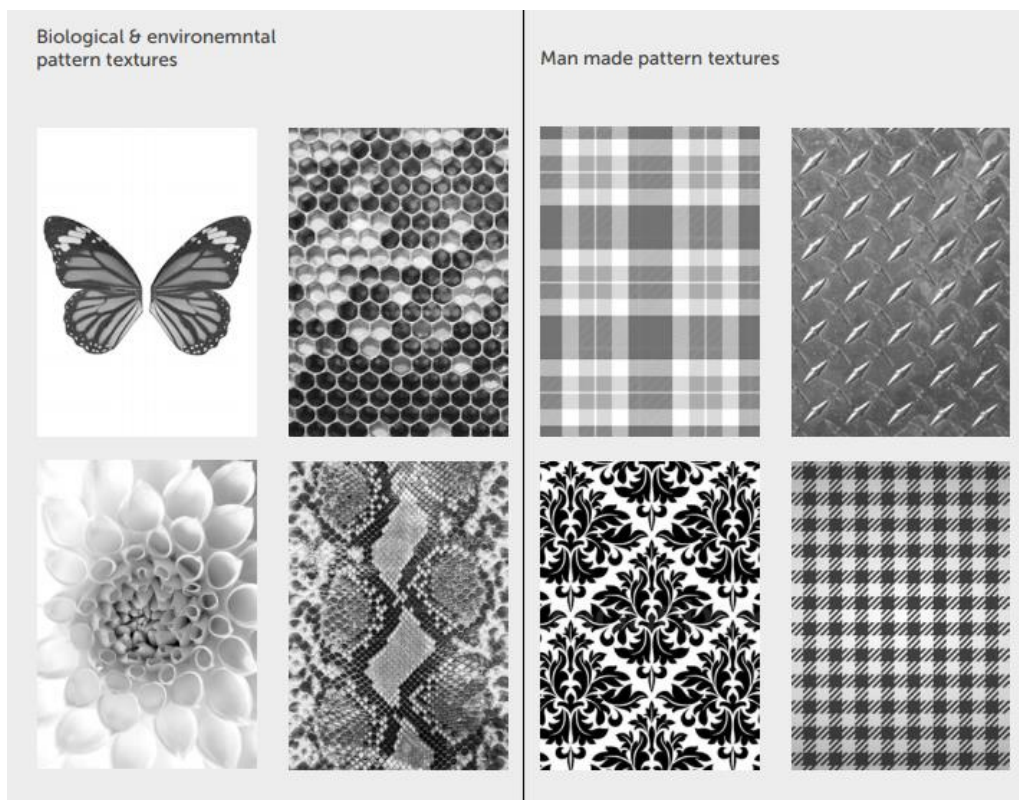 Biological & environemntal
pattern textures
Man made pattern textures